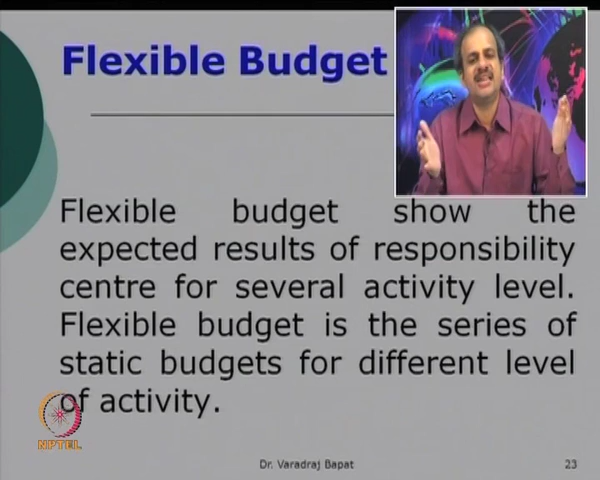 Flexible Budget
Flexible budget show the
expected results of responsibility
centre for several activity level.
Flexible budget is the series of
static budgets for different level
of activity.
NPTEL
Dr. Varadraj Bapat
23